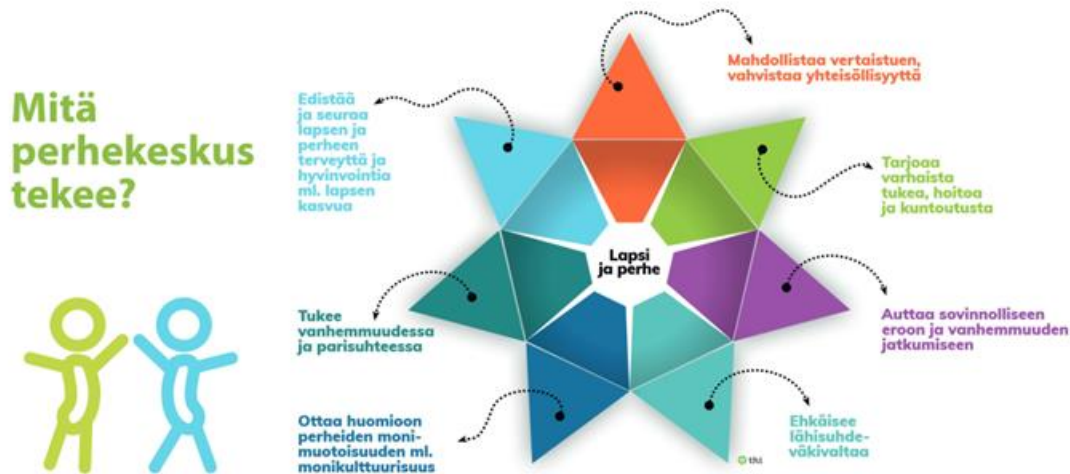 Mitä
perhekeskus
tekee?
Edistää
ja seuraa
lapsen ja
perheen
terveyttä ja
hyvinvointia
ml. lapsen
kasvua
Mahdollistaa vertaistuen,
vahvistaa yhteisöllisyyttä
Tarjoaa
varhaista
tukea, hoitoa
ja kuntoutusta
Lapsi
ja perhe
Tukee
vanhemmuudessa
ja parisuhteessa
Auttaa sovinnolliseen
eroon ja vanhemmuuden
jatkumiseen
Ottaa huomioon
perheiden moni-
muotoisuuden ml.
monikulttuurisuus
Ehkäisee
lähisuhde-
väkivaltaa
thl